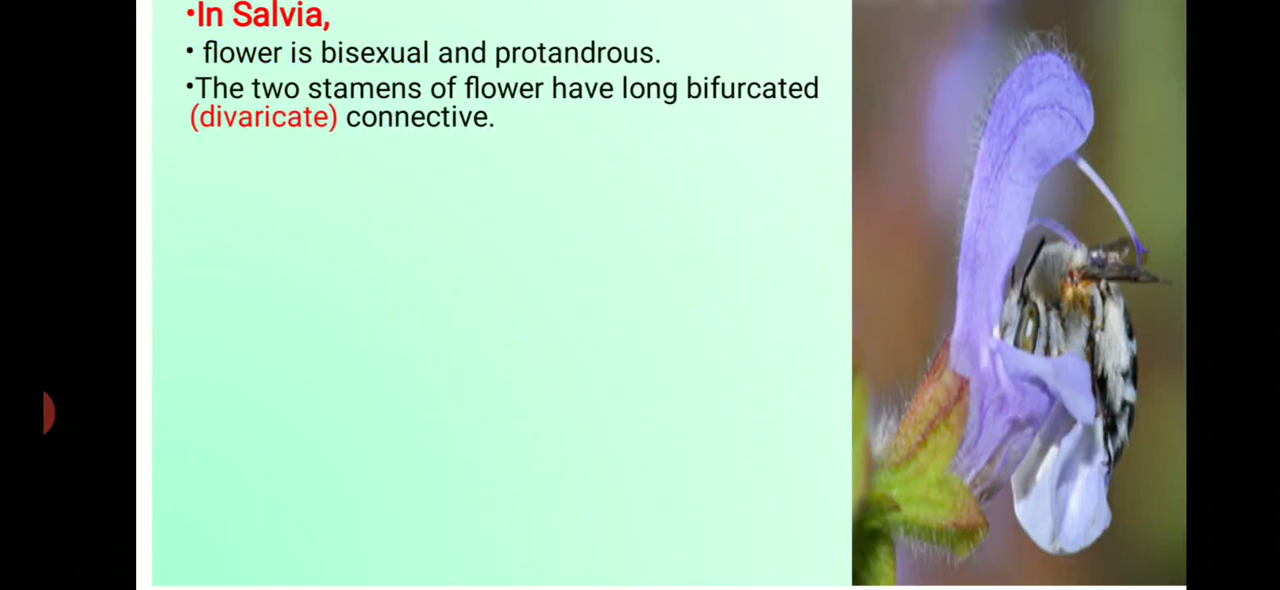 •In Salvia,
• flower is bisexual and protandrous.
•The two stamens of flower have long bifurcated
(divaricate) connective.